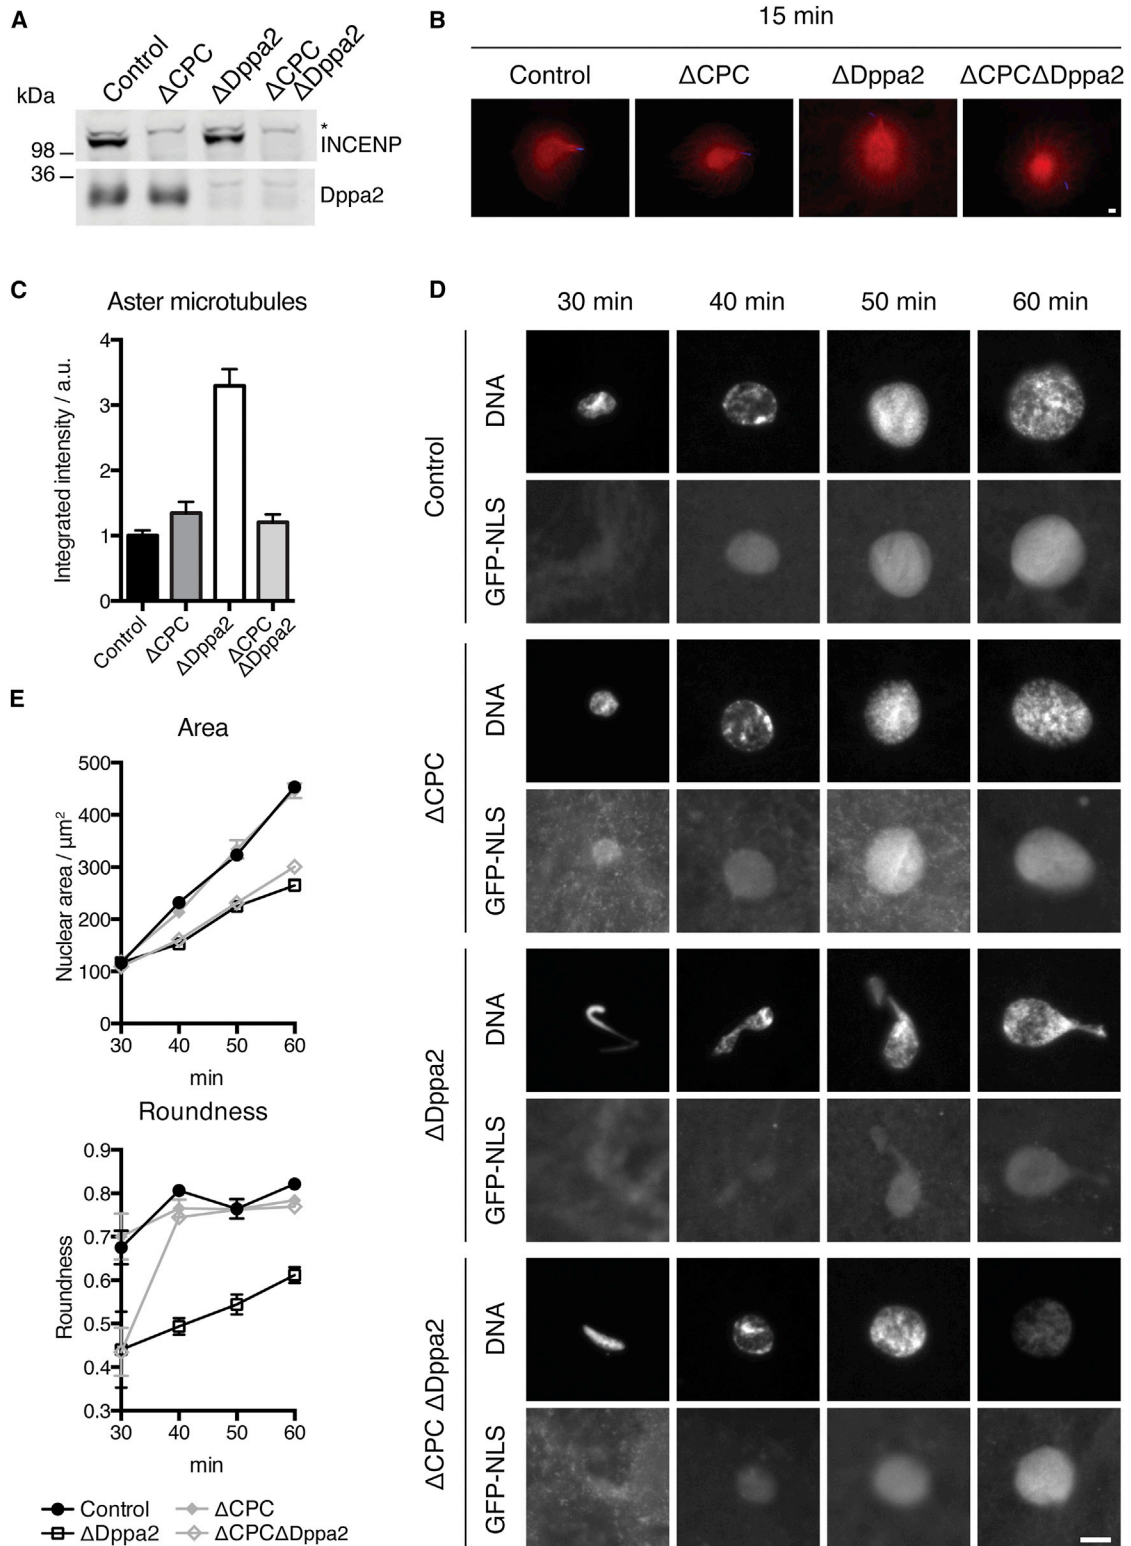 A
Control
ΔCPC
ΔDppa2
ΔCPC
ΔDppa2
kDa
98
36
*
INCENP
Dppa2
B
15 min
Control
ΔCPC
ΔDppa2
ΔCPCΔDppa2
C
Aster microtubules
Integrated intensity / a.u.
4
3
2
1
0
Control
ΔCPC
ΔDppa2
ΔCPC
ΔDppa2
D
30 min
40 min
50 min
60 min
Control
DNA
GFP-NLS
ΔCPC
DNA
GFP-NLS
ΔDppa2
DNA
GFP-NLS
ΔCPC ΔDppa2
DNA
GFP-NLS
E
Area
Nuclear area / μm²
500
400
300
200
100
0
30 40 50 60
min
Roundness
Roundness
0.9
0.8
0.7
0.6
0.5
0.4
0.3
30 40 50 60
min
Control
ΔCPC
ΔDppa2
ΔCPCΔDppa2